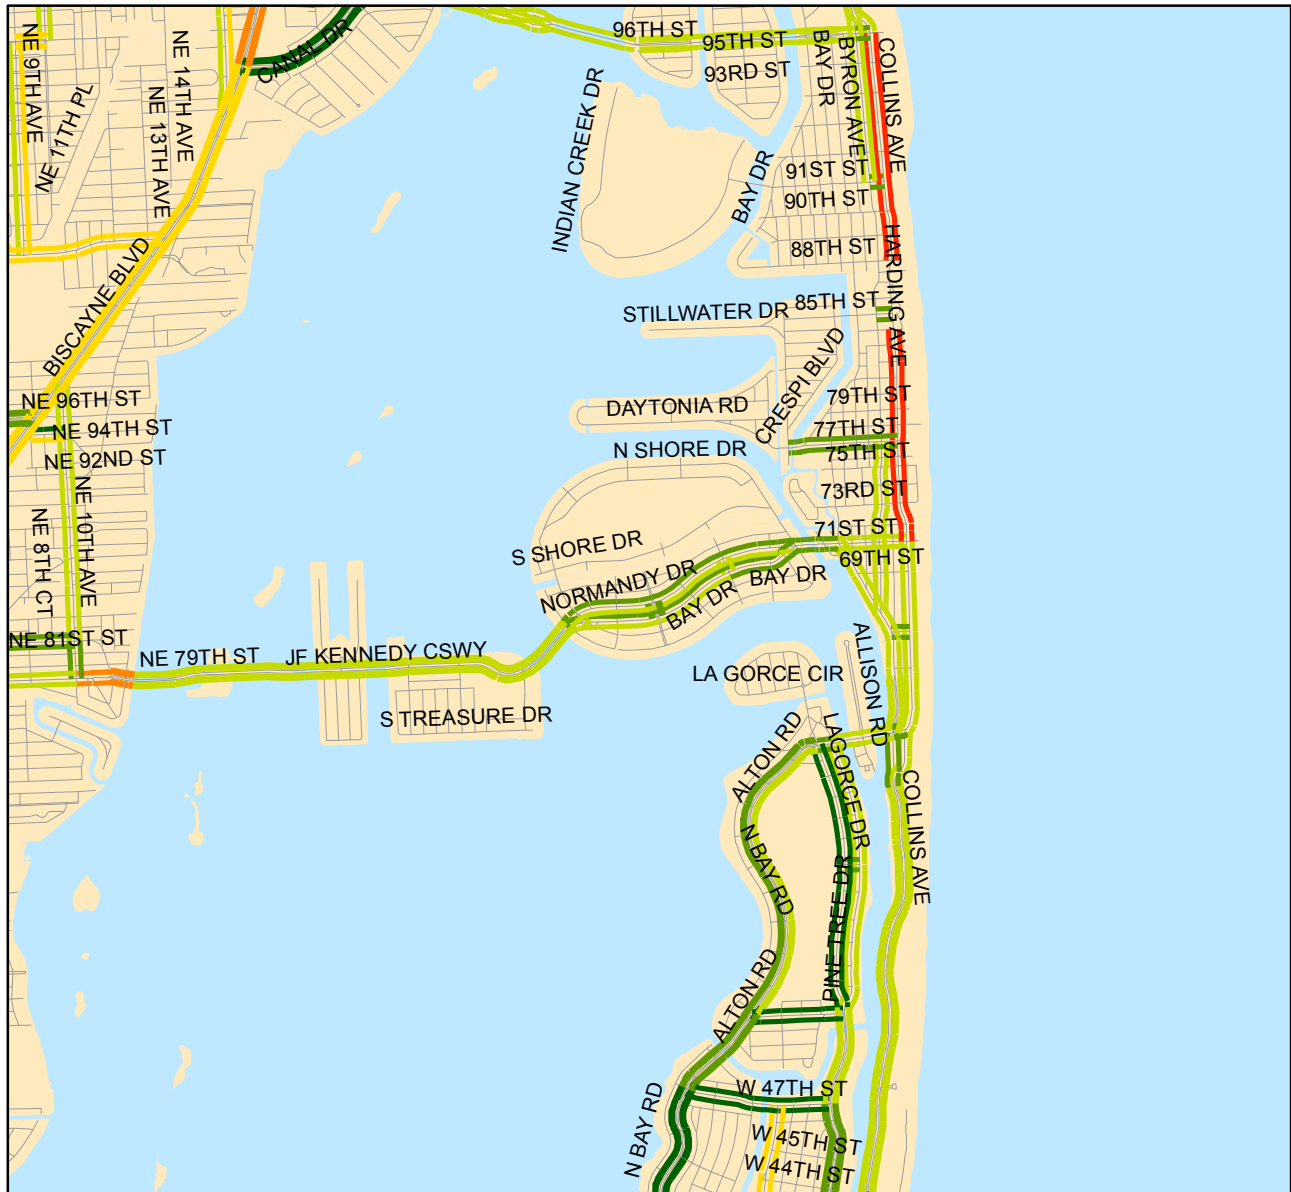 96TH ST
95TH ST
93RD ST
BAY DR
BYRON AVE
COLLINS AVE
CANAL DR
NE 9TH AVE
NE 11TH PL
NE 14TH AVE
NE 13TH AVE
INDIAN CREEK DR
BAY DR
91ST ST
90TH ST
88TH ST
HARDING AVE
BISCAYNE BLVD
STILLWATER DR
85TH ST
CRESPI BLVD
79TH ST
DAYTONIA RD
77TH ST
75TH ST
N SHORE DR
73RD ST
NE 96TH ST
NE 94TH ST
NE 92ND ST
NE 10TH AVE
NE 8TH CT
71ST ST
69TH ST
S SHORE DR
NORMANDY DR
BAY DR
BAY DR
NE 81ST ST
NE 79TH ST
JF KENNEDY CSWY
S TREASURE DR
LA GORCE CIR
ALLISON RD
ALTON RD
LAGORCE DR
COLLINS AVE
N BAY RD
PINE TREE DR
ALTON RD
W 47TH ST
N BAY RD
W 45TH ST
W 44TH ST